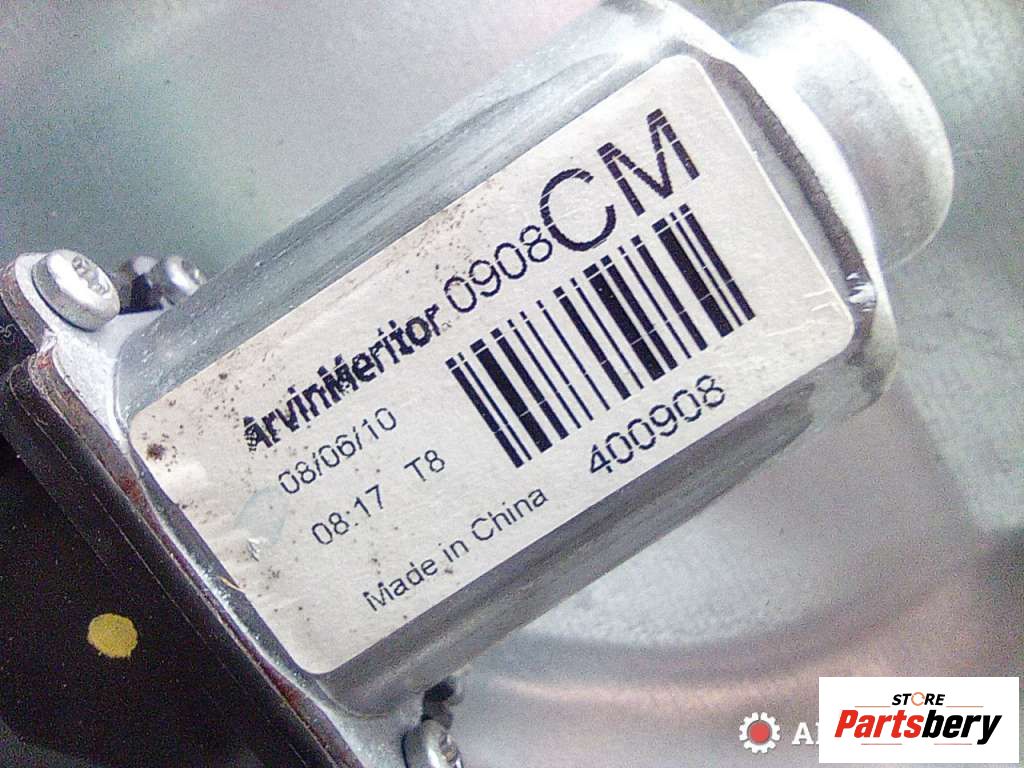 ArvinMeritor 0908CM
08/06/10
08:17 T8
400908
Made in China
STORE
Partsbery